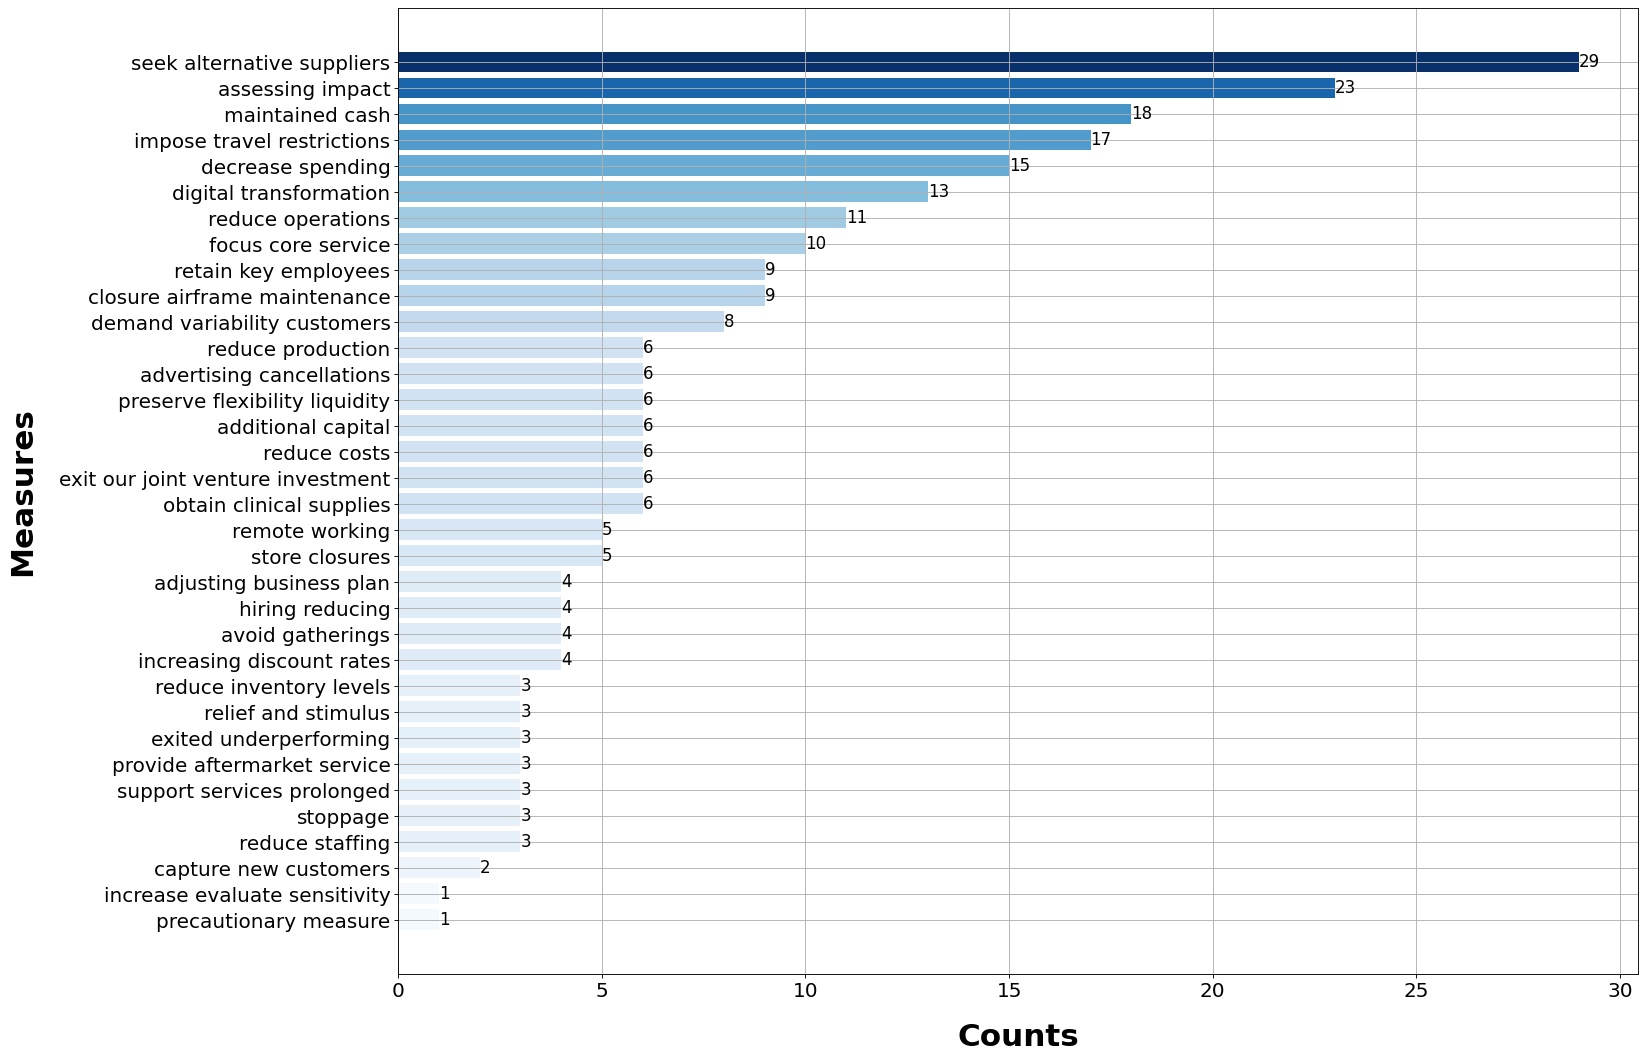 seek alternative suppliers 29
assessing impact 23
maintained cash 18
impose travel restrictions 17
decrease spending 15
digital transformation 13
reduce operations 11
focus core service 10
retain key employees 9
closure airframe maintenance 9
demand variability customers 8
reduce production 6
advertising cancellations 6
preserve flexibility liquidity 6
additional capital 6
reduce costs 6
exit our joint venture investment 6
obtain clinical supplies 6
remote working 5
store closures 5
adjusting business plan 4
hiring reducing 4
avoid gatherings 4
increasing discount rates 4
reduce inventory levels 3
relief and stimulus 3
exited underperforming 3
provide aftermarket service 3
support services prolonged 3
stoppage 3
reduce staffing 3
capture new customers 2
increase evaluate sensitivity 1
precautionary measure 1
Measures
0 5 10 15 20 25 30
Counts